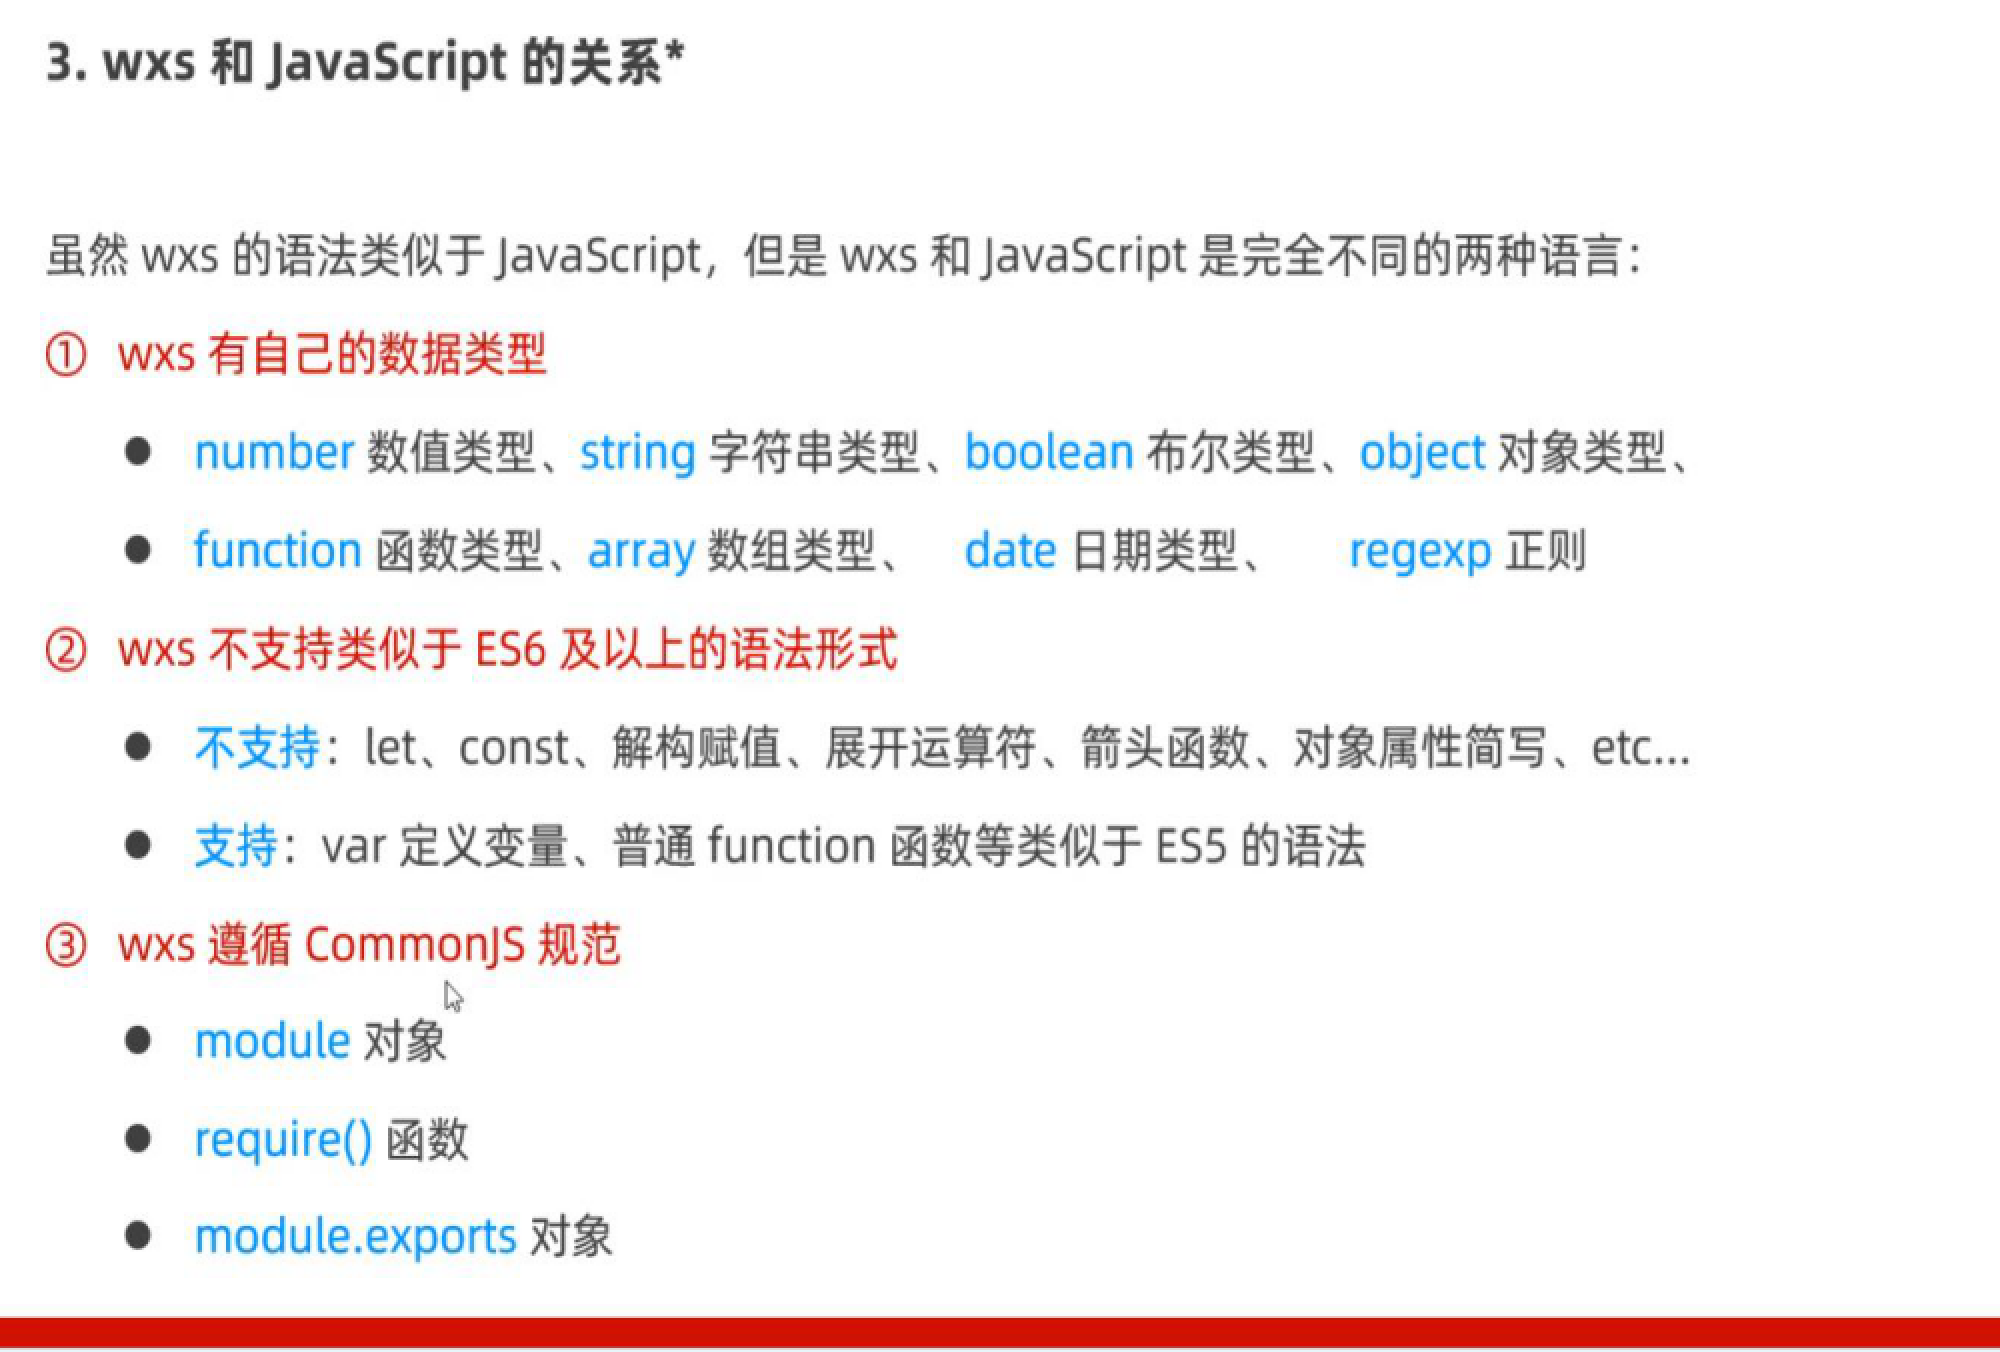 3. wxs 和 JavaScript 的关系*
虽然 wxs 的语法类似于 JavaScript，但是 wxs 和 JavaScript 是完全不同的两种语言：
① wxs 有自己的数据类型
● number 数值类型、string 字符串类型、boolean 布尔类型、object 对象类型、
● function 函数类型、array 数组类型、 date 日期类型、 regexp 正则
② wxs 不支持类似于 ES6 及以上的语法形式
● 不支持：let、const、解构赋值、展开运算符、箭头函数、对象属性简写、etc...
● 支持：var 定义变量、普通 function 函数等类似于 ES5 的语法
③ wxs 遵循 CommonJS 规范
● module 对象
● require() 函数
● module.exports 对象